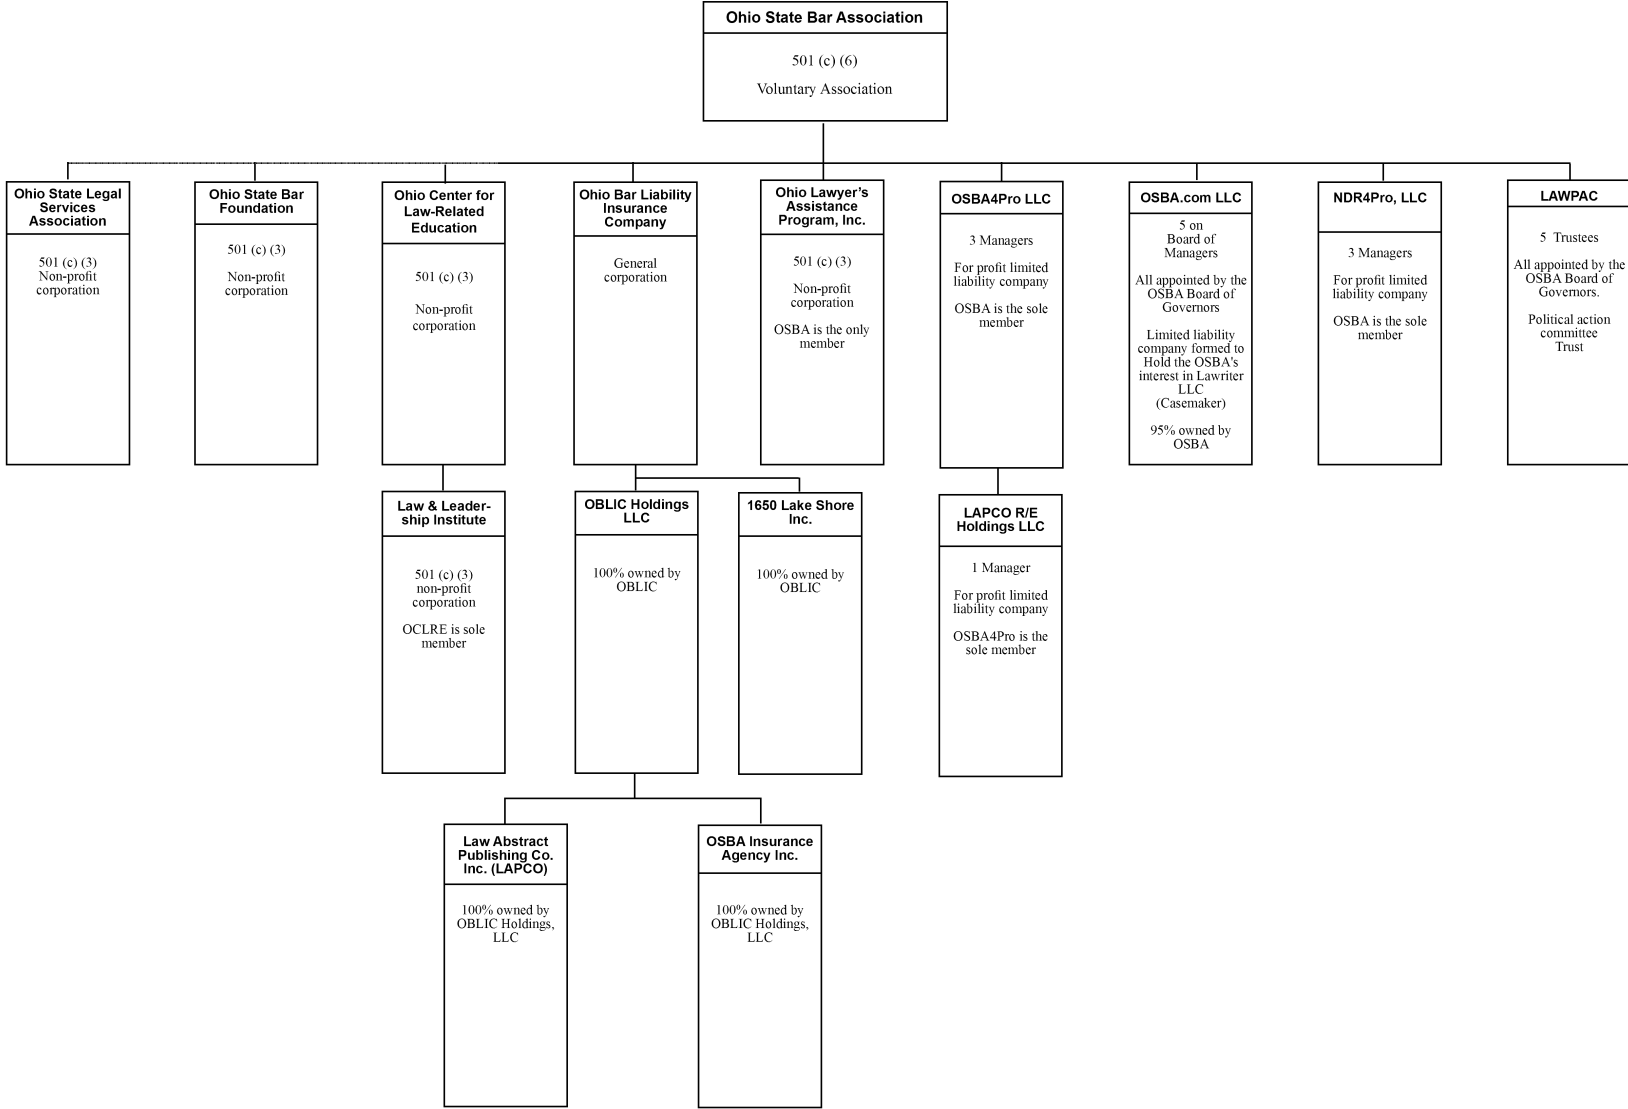 Ohio State Bar Association
501 (c) (6)
Voluntary Association
Ohio State Legal
Services
Association
501 (c) (3)
Non-profit
corporation
Ohio State Bar
Foundation
501 (c) (3)
Non-profit
corporation
Ohio Center for
Law-Related
Education
501 (c) (3)
Non-profit
corporation
Ohio Bar Liability
Insurance
Company
General
corporation
Ohio Lawyer's
Assistance
Program, Inc.
501 (c) (3)
Non-profit
corporation
OSBA is the only
member
OSBA4Pro LLC
3 Managers
For profit limited
liability company
OSBA is the sole
member
OSBA.com LLC
5 on
Board of
Managers
All appointed by the
OSBA Board of
Governors
Limited liability
company formed to
Hold the OSBA's
interest in Lawriter
LLC
(Casemaker)
95% owned by
OSBA
NDR4Pro, LLC
3 Managers
For profit limited
liability company
OSBA is the sole
member
LAWPAC
5 Trustees
All appointed by the
OSBA Board of
Governors.
Political action
committee
Trust
Law & Leader-
ship Institute
501 (c) (3)
non-profit
corporation
OCLRE is sole
member
OBLIC Holdings
LLC
100% owned by
OBLIC
1650 Lake Shore
Inc.
100% owned by
OBLIC
LAPCO R/E
Holdings LLC
1 Manager
For profit limited
liability company
OSBA4Pro is the
sole member
Law Abstract
Publishing Co.
Inc. (LAPCO)
100% owned by
OBLIC Holdings,
LLC
OSBA Insurance
Agency Inc.
100% owned by
OBLIC Holdings,
LLC